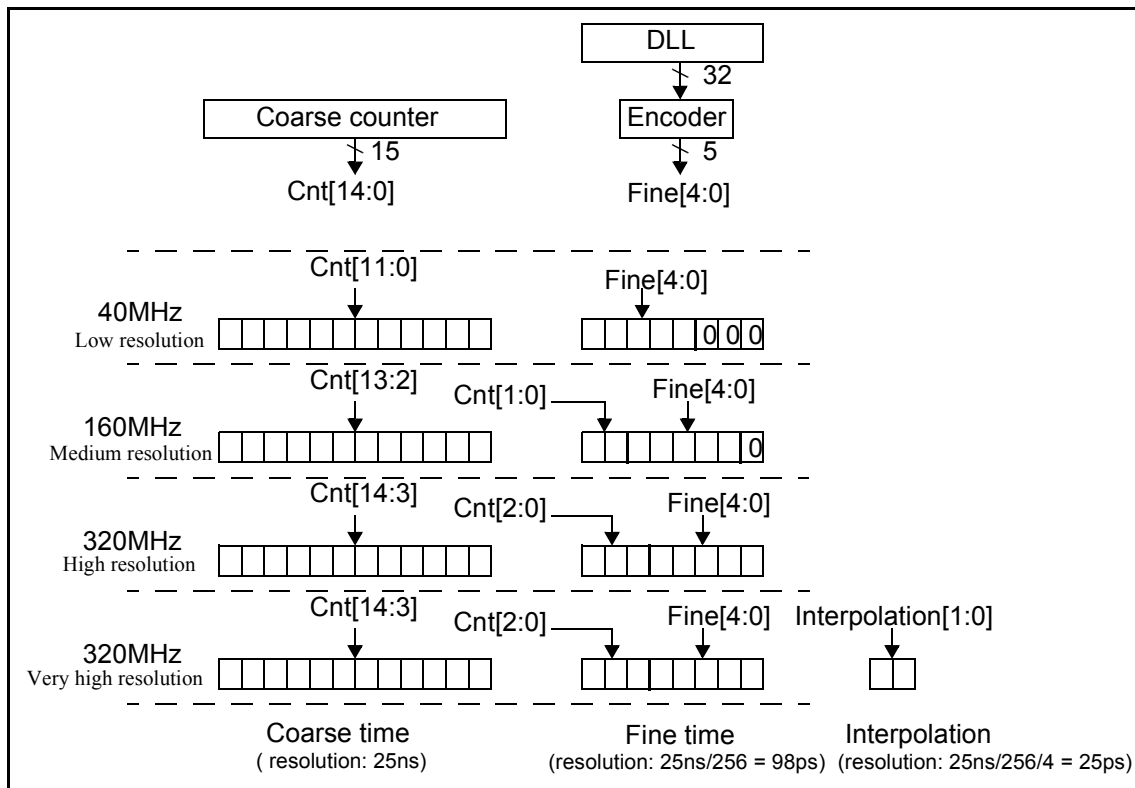 DLL
32
Coarse counter
Encoder
15
5
Cnt[14:0]
Fine[4:0]
Cnt[11:0]
Fine[4:0]
40MHz
Low resolution
0 0 0
Cnt[13:2]
Cnt[1:0]
Fine[4:0]
160MHz
Medium resolution
0
Cnt[14:3]
Cnt[2:0]
Fine[4:0]
320MHz
High resolution
Cnt[14:3]
Cnt[2:0]
Fine[4:0]
Interpolation[1:0]
320MHz
Very high resolution
Coarse time
( resolution: 25ns)
Fine time
(resolution: 25ns/256 = 98ps)
Interpolation
(resolution: 25ns/256/4 = 25ps)